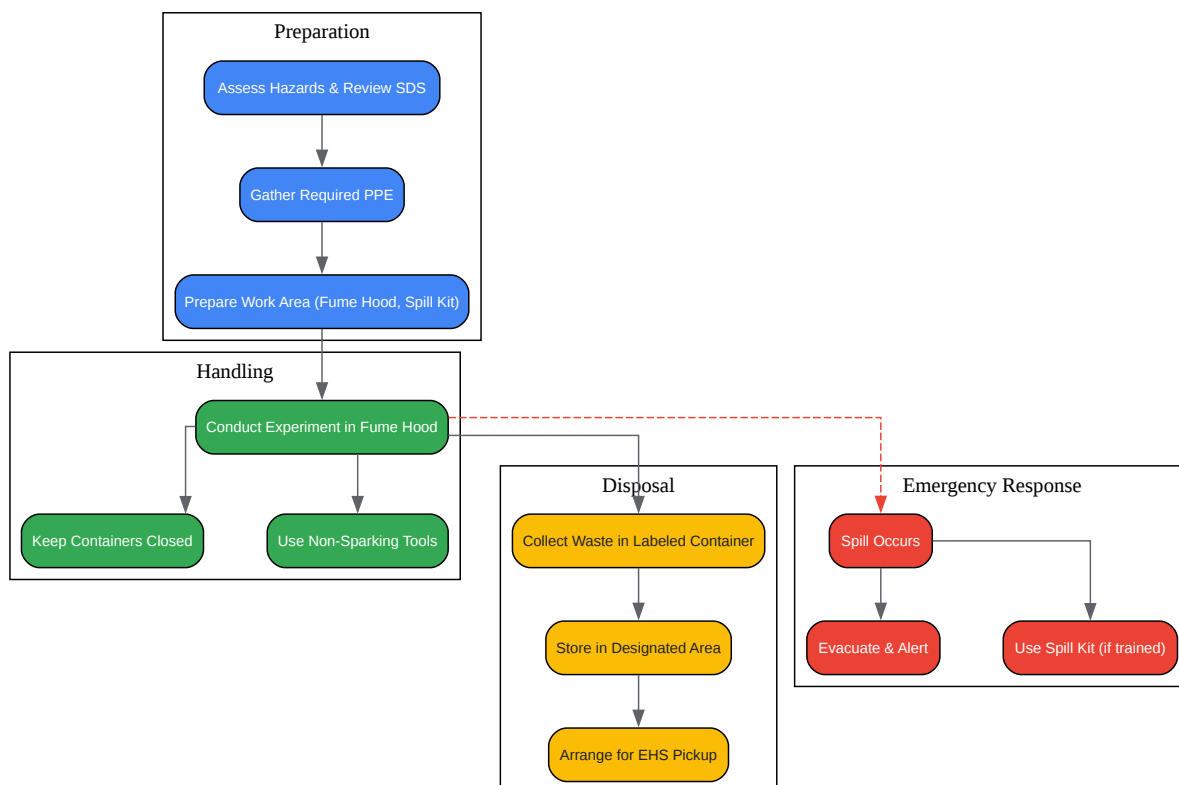 Preparation
Assess Hazards & Review SDS
Gather Required PPE
Prepare Work Area (Fume Hood, Spill Kit)
Handling
Conduct Experiment in Fume Hood
Keep Containers Closed
Use Non-Sparking Tools
Disposal
Collect Waste in Labeled Container
Store in Designated Area
Arrange for EHS Pickup
Emergency Response
Spill Occurs
Evacuate & Alert
Use Spill Kit (if trained)